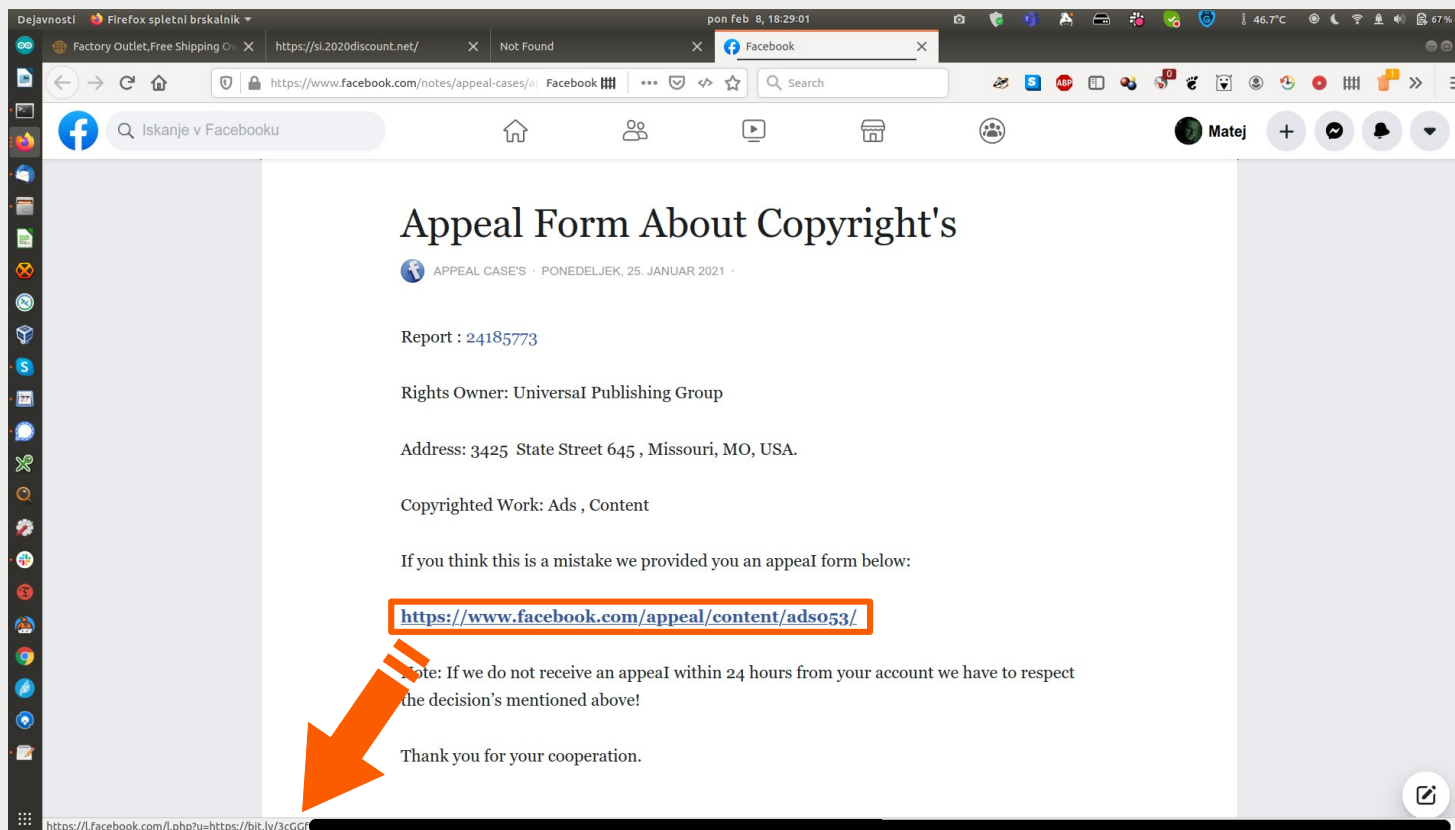 Dejavnosti Firefox spletni brskalnik pon feb 8, 18:29:01 46.7°C 67%
Factory Outlet,Free Shipping Ov https://si.2020discount.net/ Not Found Facebook
https://www.facebook.com/notes/appeal-cases/ap Facebook Search
Iskanje v Facebooku Matej
Appeal Form About Copyright's
APPEAL CASE'S · PONEDELJEK, 25. JANUAR 2021 ·
Report : 24185773
Rights Owner: UniversaI Publishing Group
Address: 3425 State Street 645 , Missouri, MO, USA.
Copyrighted Work: Ads , Content
If you think this is a mistake we provided you an appeaI form below:
https://www.facebook.com/appeal/content/ads053/
Note: If we do not receive an appeaI within 24 hours from your account we have to respect
the decision's mentioned above!
Thank you for your cooperation.
https://l.facebook.com/l.php?u=https://bit.ly/3cGGf